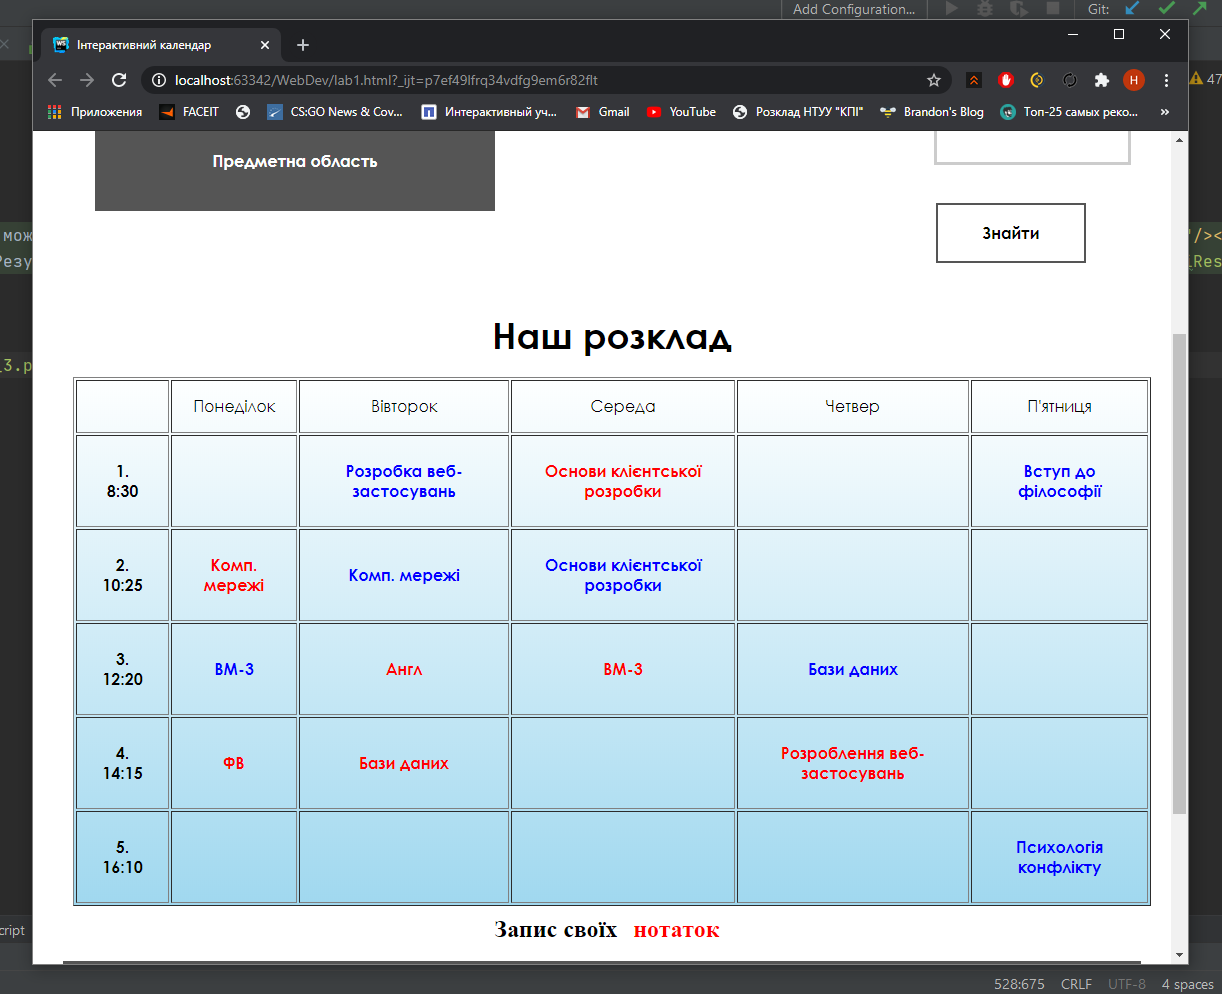 Add Configuration...
Git:
Інтерактивний календар
localhost:63342/WebDev/lab1.html?_ijt=p7ef49lfrq34vdfg9em6r82flt
Н
47
Приложения
FACEIT
CS:GO News & Cov...
Интерактивный уч...
Gmail
YouTube
Розклад НТУУ "КПІ"
Brandon's Blog
Топ-25 самых реко...
»
Предметна область
мож
"/><
Резу
Res
Знайти
Наш розклад
3.p
Понеділок Вівторок Середа Четвер П'ятниця
1.
8:30
Розробка веб-
застосувань
Основи клієнтської
розробки
Вступ до
філософії
2.
10:25
Комп.
мережі
Комп. мережі
Основи клієнтської
розробки
3.
12:20
ВМ-3
Англ
ВМ-3
Бази даних
4.
14:15
ФВ
Бази даних
Розроблення веб-
застосувань
5.
16:10
Психологія
конфлікту
Запис своїх нотаток
cript
528:675 CRLF UTF-8 4 spaces